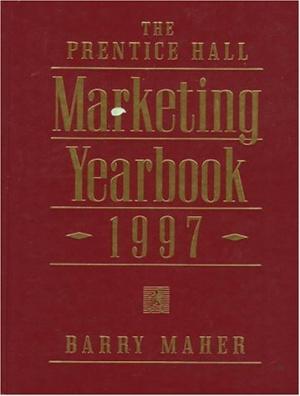 THE
PRENTICE HALL
Marketing
Yearbook
1997
BARRY MAHER